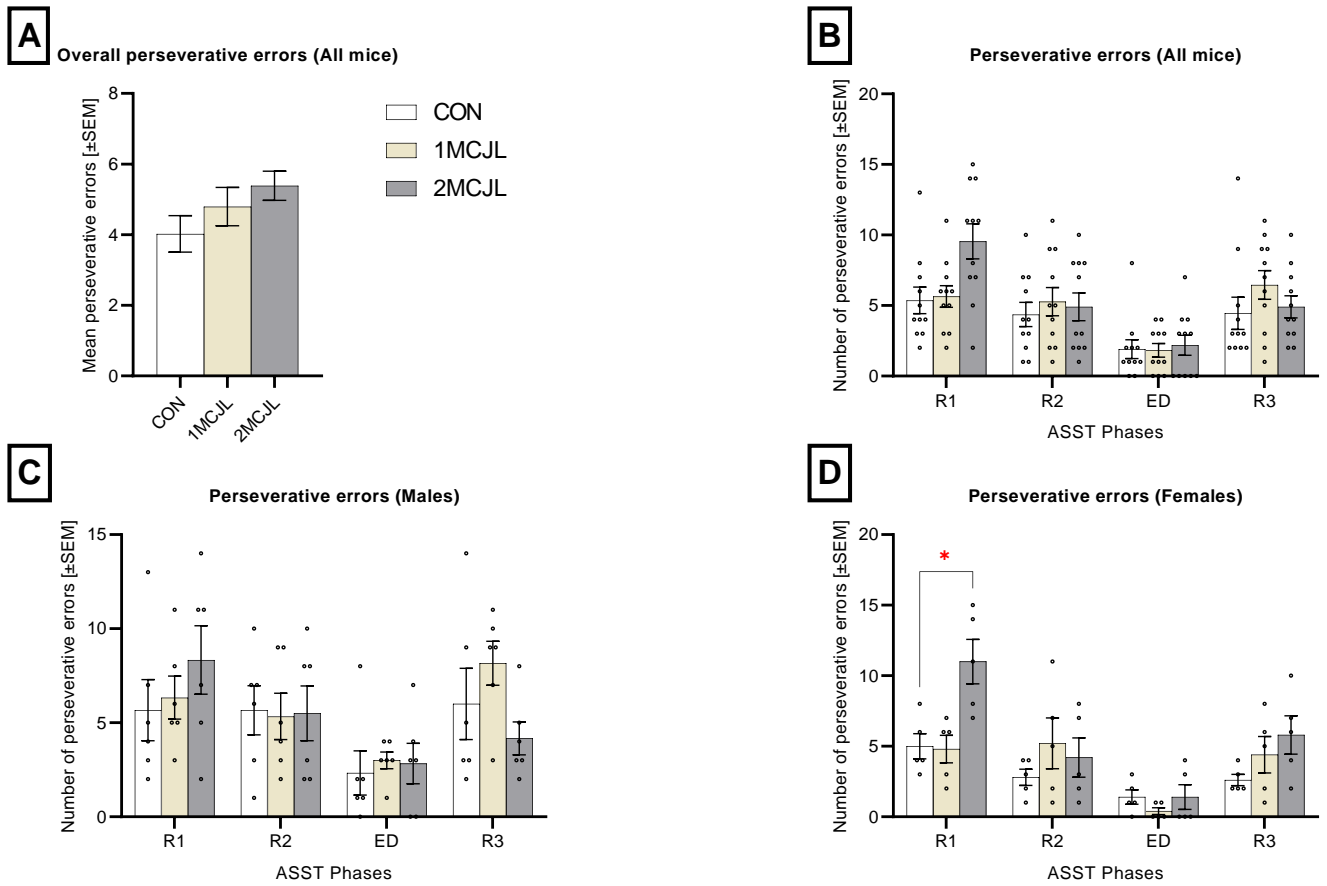 A
Overall perseverative errors (All mice)
Mean perseverative errors [±SEM]
8
6
4
2
0
CON
1MCJL
2MCJL
CON
1MCJL
2MCJL
B
Perseverative errors (All mice)
Number of perseverative errors [±SEM]
20
15
10
5
0
R1 R2 ED R3
ASST Phases
C
Perseverative errors (Males)
Number of perseverative errors [±SEM]
15
10
5
0
R1 R2 ED R3
ASST Phases
D
Perseverative errors (Females)
Number of perseverative errors [±SEM]
20
15
10
5
0
*
R1 R2 ED R3
ASST Phases